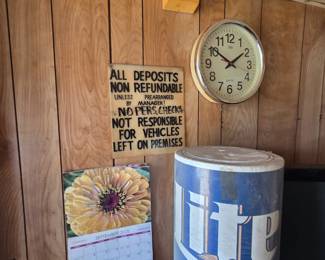 ALL DEPOSITS
NON REFUNDABLE
UNLESS PREARRANGED
BY MANAGER!
NO PERS. CHECKS
NOT RESPONSIBLE
FOR VEHICLES
LEFT ON PREMISES
12
1
2
3
4
5
6
7
8
9
10
11
SEPTEMBER
Lite